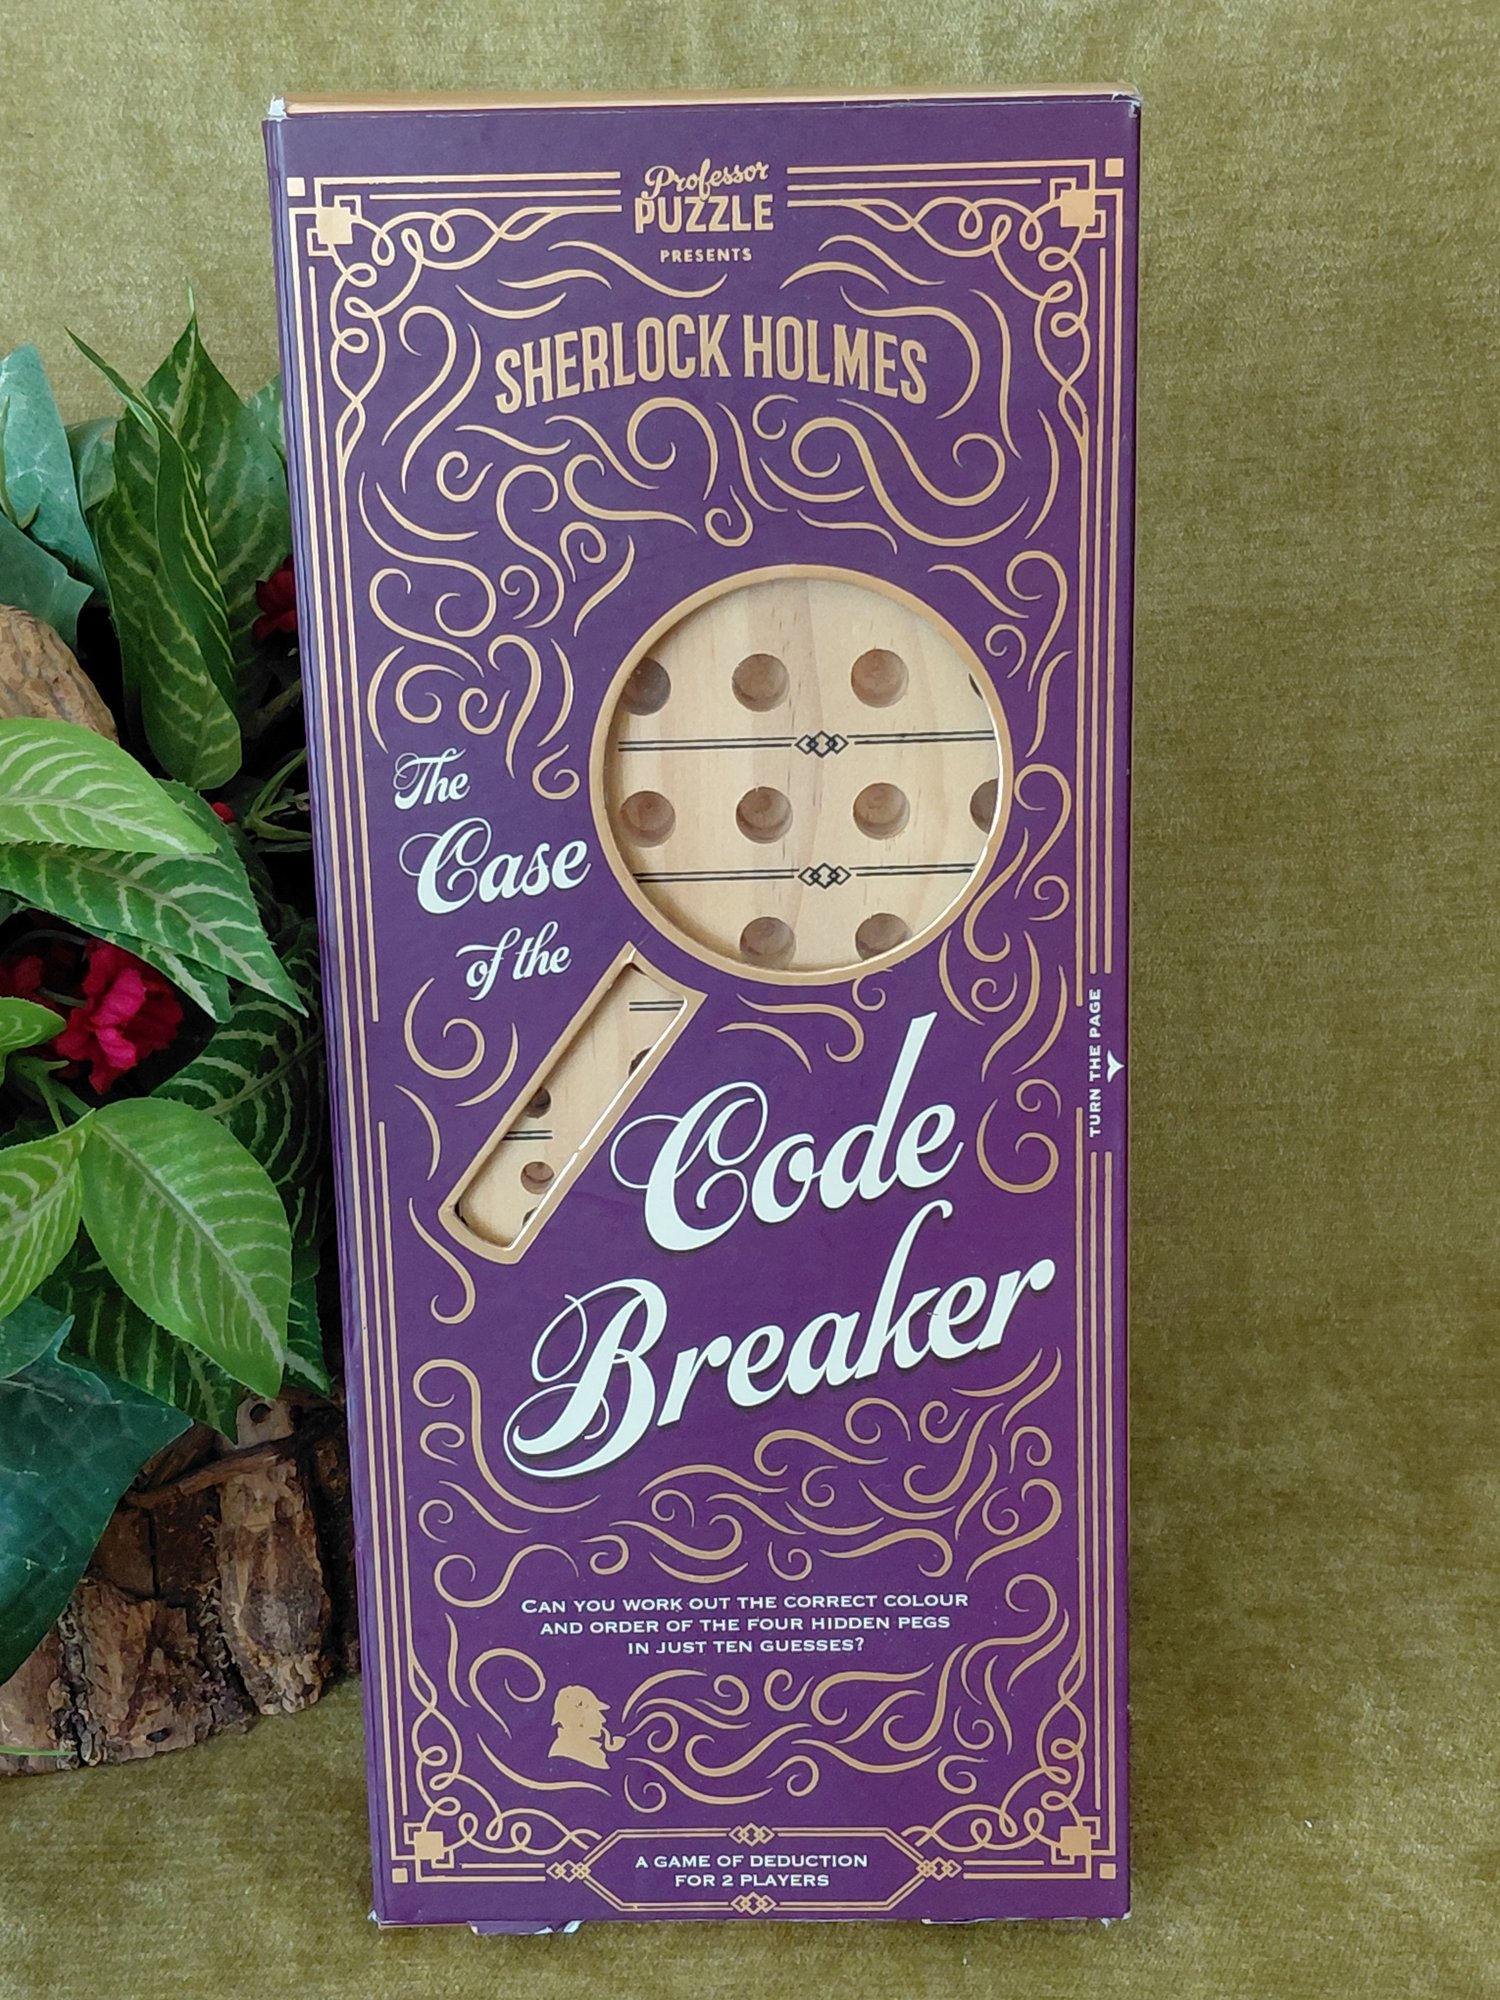 Professor
PUZZLE
PRESENTS
SHERLOCK HOLMES
The
Case
of the
Code
Breaker
TURN THE PAGE
CAN YOU WORK OUT THE CORRECT COLOUR
AND ORDER OF THE FOUR HIDDEN PEGS
IN JUST TEN GUESSES?
A GAME OF DEDUCTION
FOR 2 PLAYERS